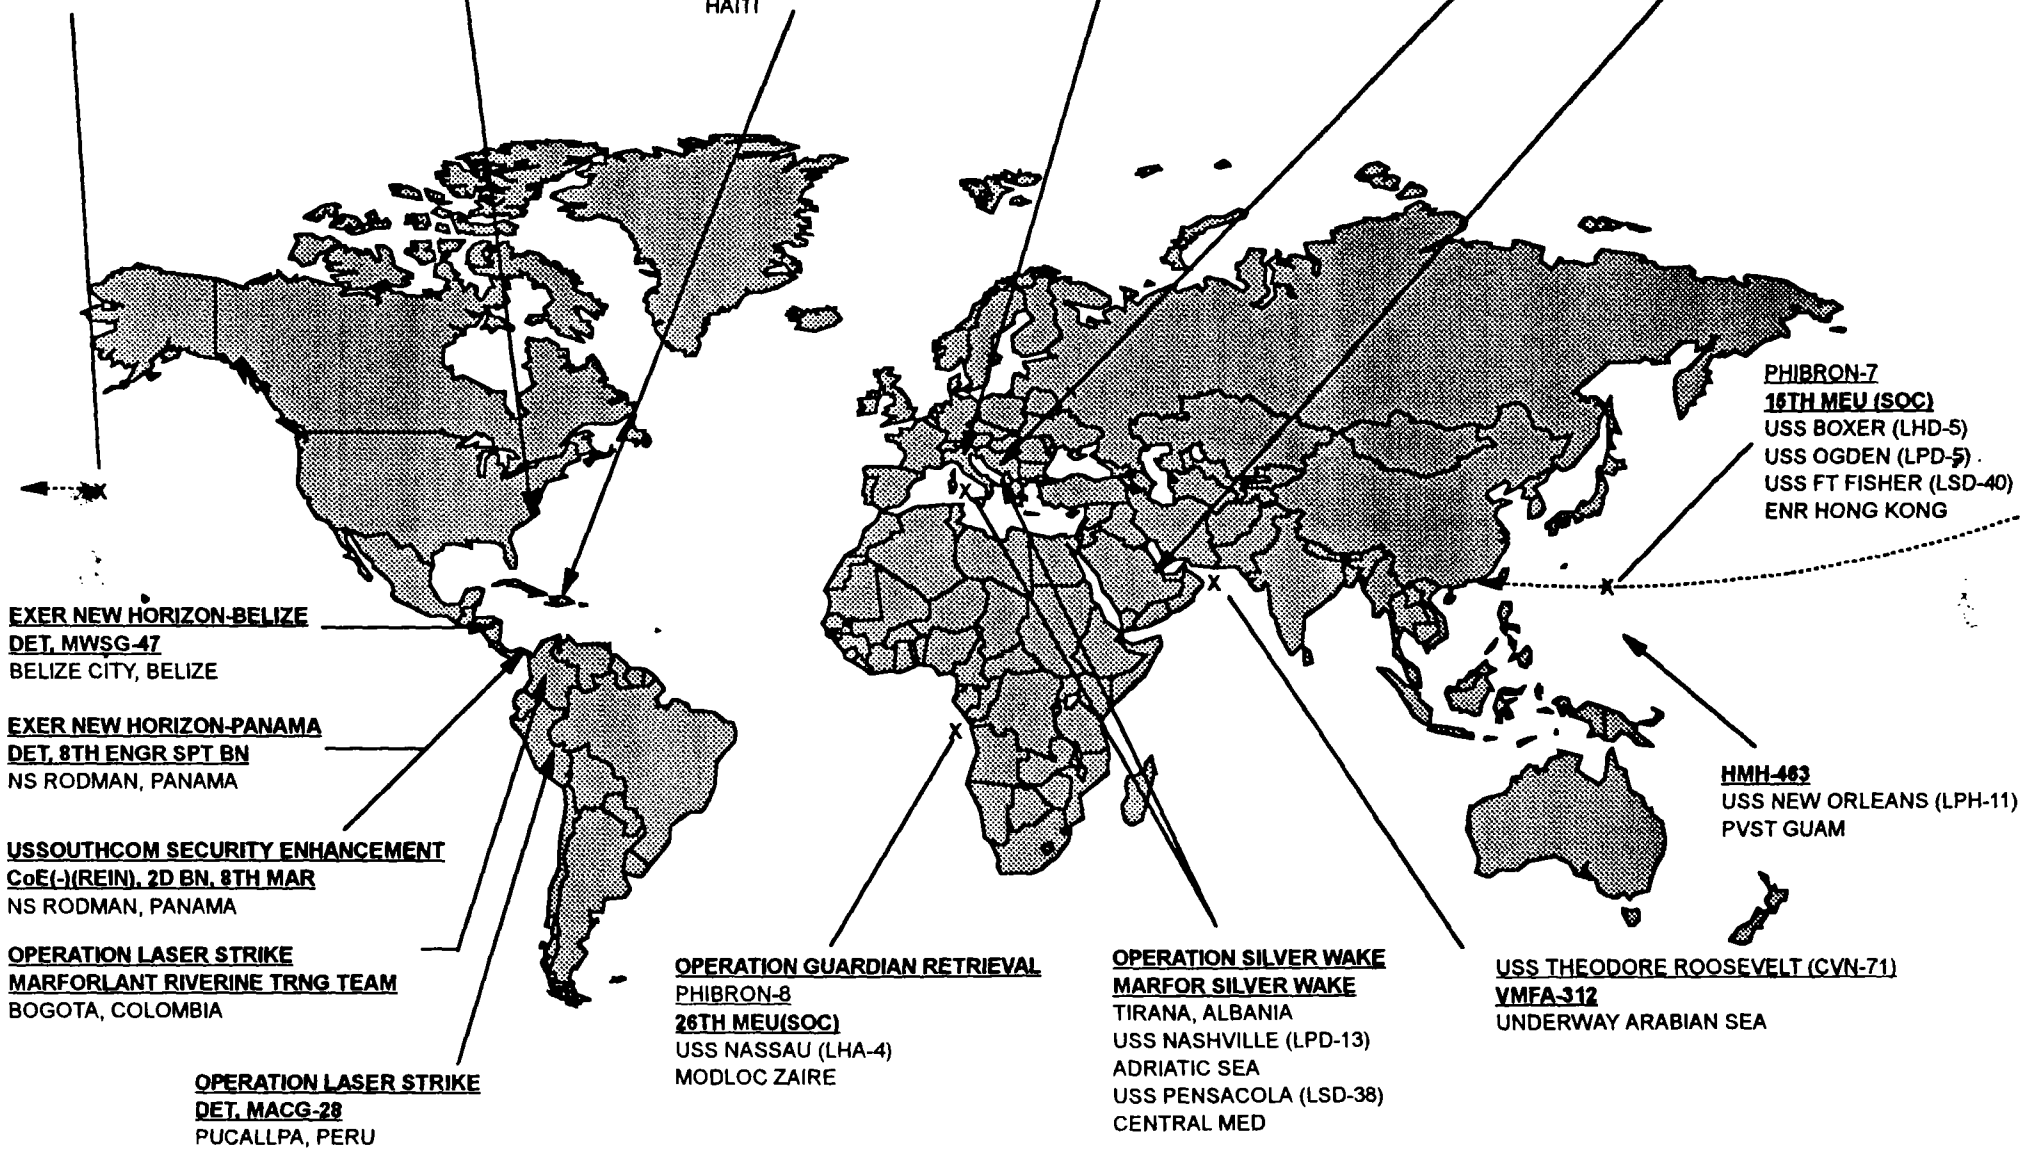 HAITI
PHIBRON-7
15TH MEU (SOC)
USS BOXER (LHD-5)
USS OGDEN (LPD-5)
USS FT FISHER (LSD-40)
ENR HONG KONG
EXER NEW HORIZON-BELIZE
DET, MWSG-47
BELIZE CITY, BELIZE
EXER NEW HORIZON-PANAMA
DET, 8TH ENGR SPT BN
NS RODMAN, PANAMA
HMH-463
USS NEW ORLEANS (LPH-11)
PVST GUAM
USSOUTHCOM SECURITY ENHANCEMENT
CoE(-)(REIN), 2D BN, 8TH MAR
NS RODMAN, PANAMA
OPERATION LASER STRIKE
MARFORLANT RIVERINE TRNG TEAM
BOGOTA, COLOMBIA
OPERATION GUARDIAN RETRIEVAL
PHIBRON-8
26TH MEU(SOC)
USS NASSAU (LHA-4)
MODLOC ZAIRE
OPERATION SILVER WAKE
MARFOR SILVER WAKE
TIRANA, ALBANIA
USS NASHVILLE (LPD-13)
ADRIATIC SEA
USS PENSACOLA (LSD-38)
CENTRAL MED
USS THEODORE ROOSEVELT (CVN-71)
VMFA-312
UNDERWAY ARABIAN SEA
OPERATION LASER STRIKE
DET, MACG-28
PUCALLPA, PERU